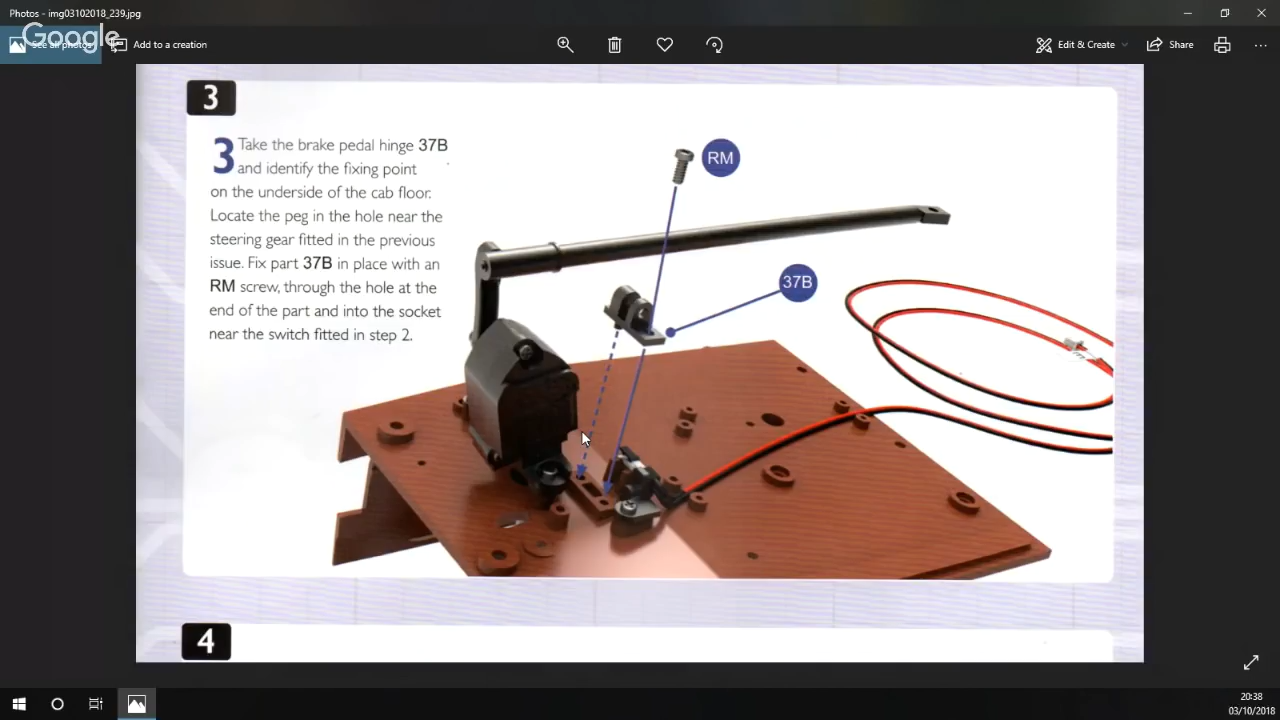 Photos - img03102018_239.jpg
Google
See all photos
Add to a creation
Edit & Create
Share
3
3 Take the brake pedal hinge 37B
and identify the fixing point
on the underside of the cab floor.
Locate the peg in the hole near the
steering gear fitted in the previous
issue. Fix part 37B in place with an
RM screw, through the hole at the
end of the part and into the socket
near the switch fitted in step 2.
RM
37B
4
20:38
03/10/2018